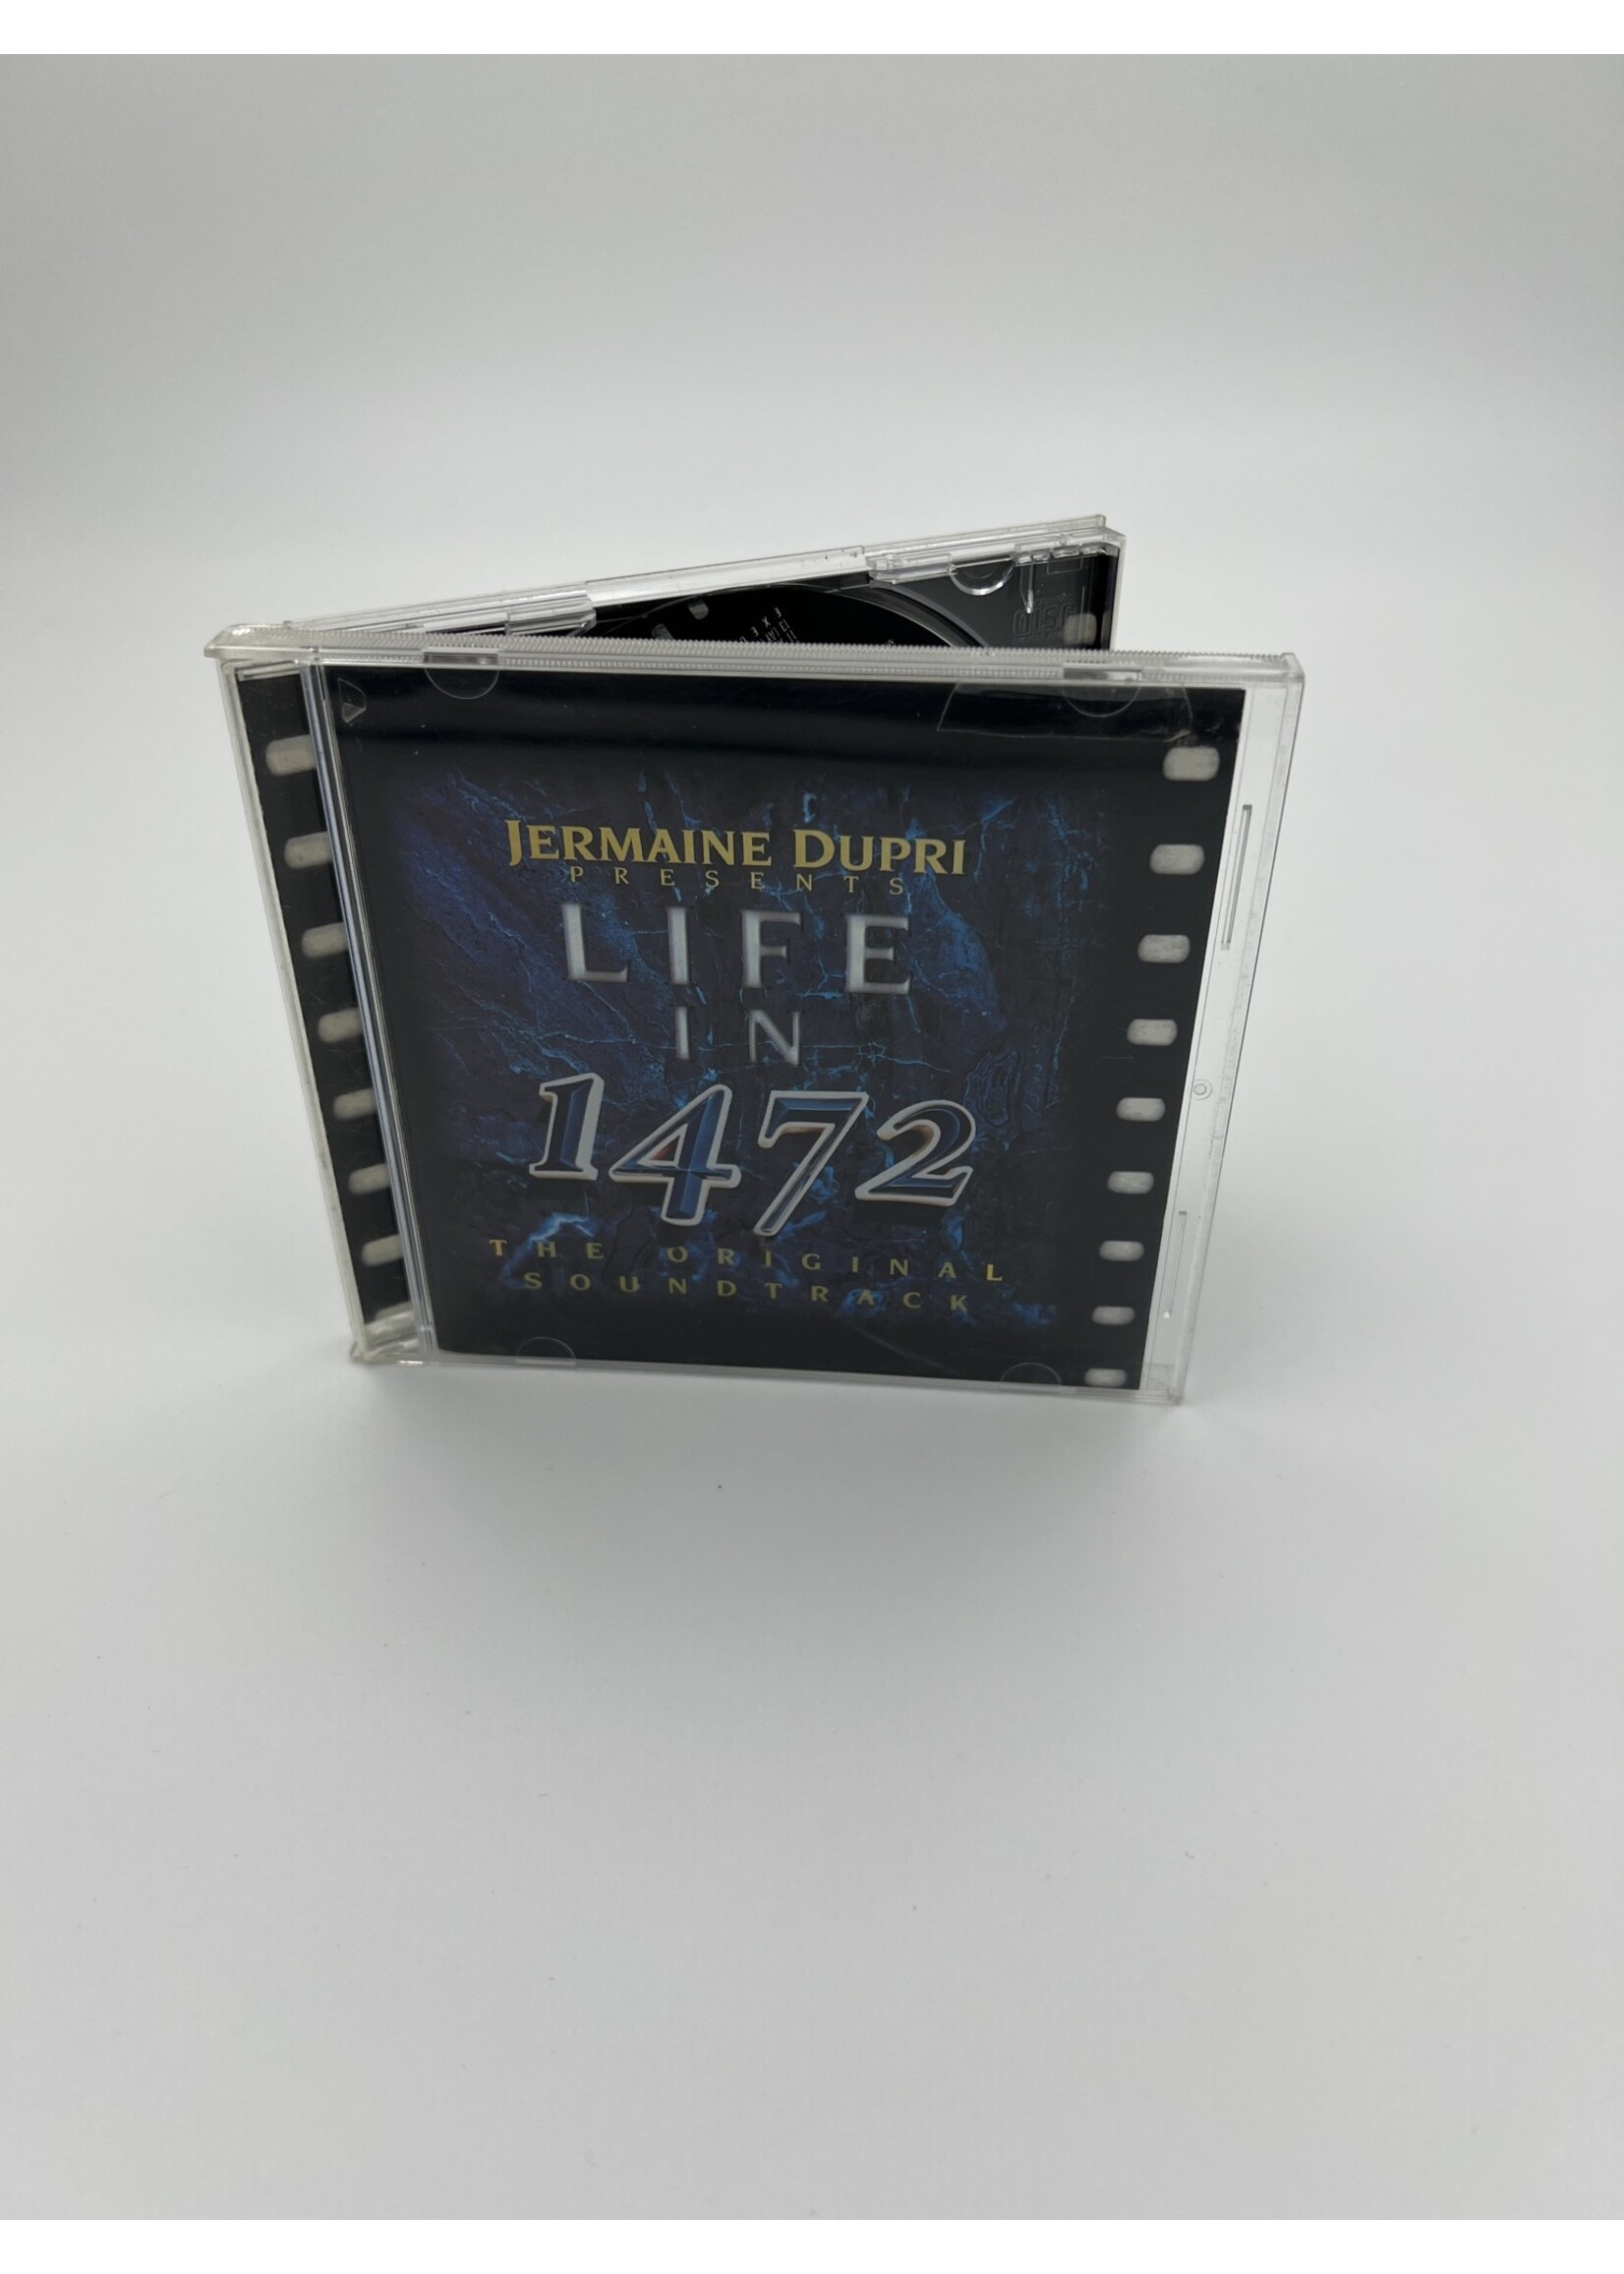 JERMAINE DUPRI
PRESENTS
LIFE
IN
1472
THE ORIGINAL
SOUNDTRACK